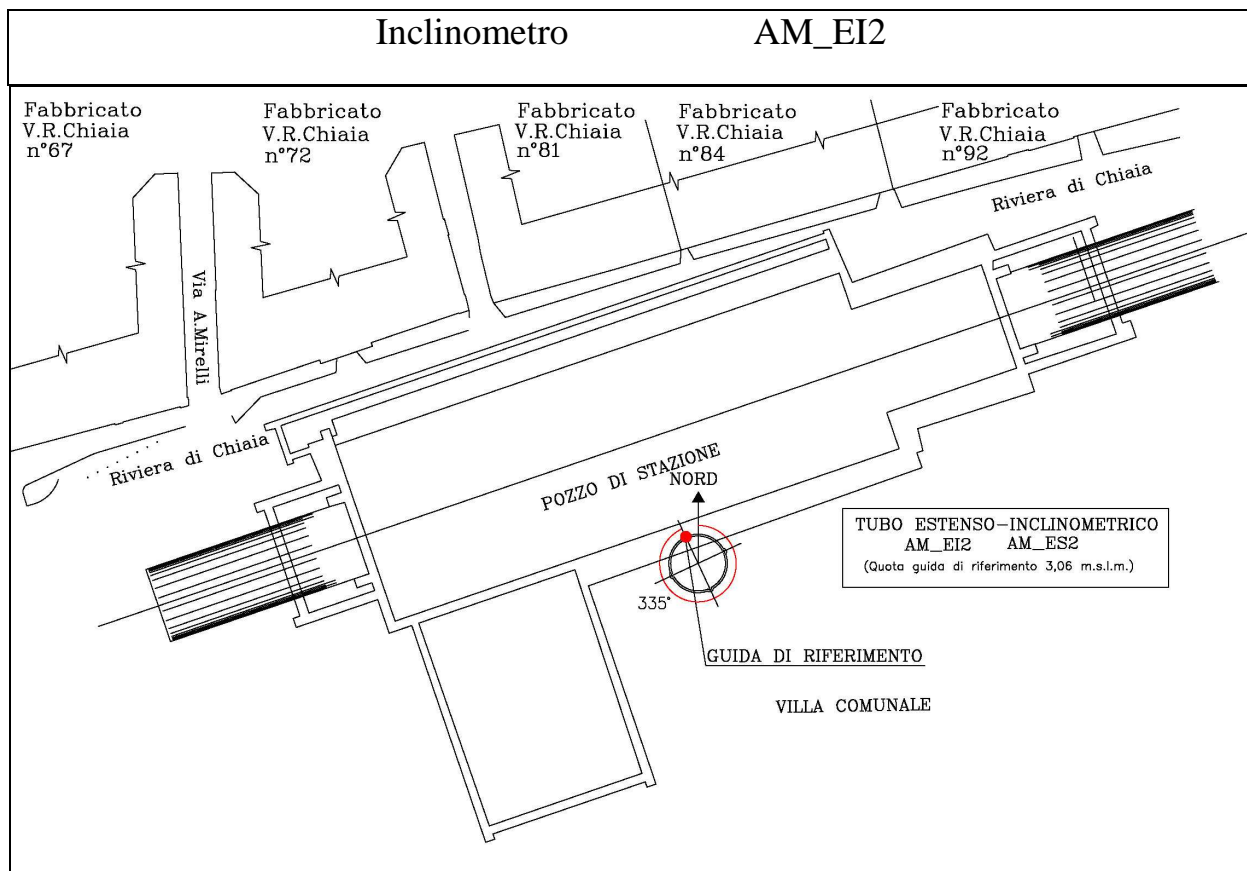 Inclinometro AM_EI2
Fabbricato
V.R.Chiaia
n°67
Fabbricato
V.R.Chiaia
n°72
Fabbricato
V.R.Chiaia
n°81
Fabbricato
V.R.Chiaia
n°84
Fabbricato
V.R.Chiaia
n°92
Riviera di Chiaia
Via A.Mirelli
Riviera di Chiaia
POZZO DI STAZIONE
NORD
TUBO ESTENSO-INCLINOMETRICO
AM_EI2 AM_ES2
(Quota guida di riferimento 3,06 m.s.l.m.)
335°
GUIDA DI RIFERIMENTO
VILLA COMUNALE